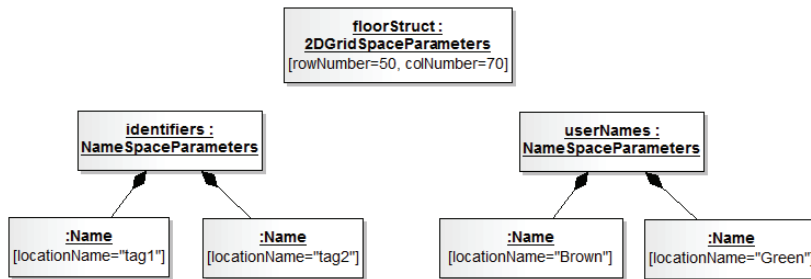 floorStruct :
2DGridSpaceParameters
[rowNumber=50, colNumber=70]
identifiers :
NameSpaceParameters
userNames :
NameSpaceParameters
:Name
[locationName="tag1"]
:Name
[locationName="tag2"]
:Name
[locationName="Brown"]
:Name
[locationName="Green"]